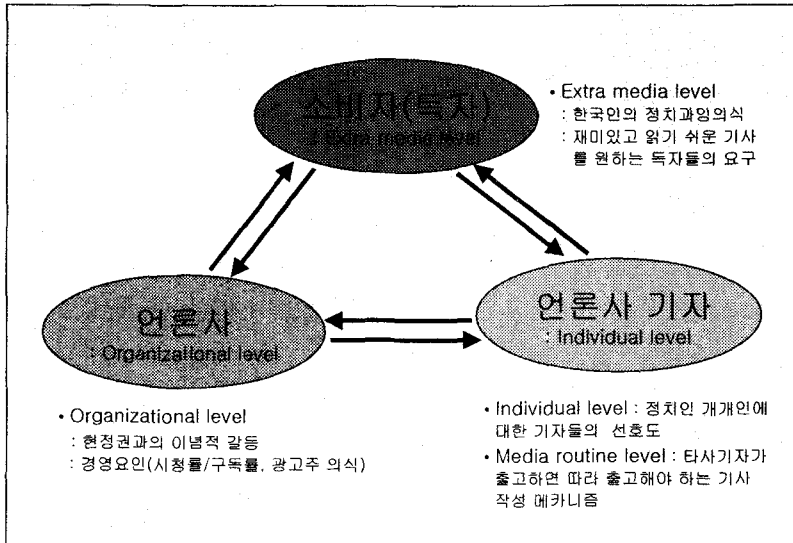 소비자(독자)
: Extra media level
• Extra media level
: 한국인의 정치과잉의식
: 재미있고 읽기 쉬운 기사
를 원하는 독자들의 요구
언론사
: Organizational level
언론사 기자
: Individual level
• Organizational level
: 현정권과의 이념적 갈등
: 경영요인(시청률/구독률, 광고주 의식)
• Individual level : 정치인 개개인에
대한 기자들의 선호도
• Media routine level : 타사기자가
출고하면 따라 출고해야 하는 기사
작성 메카니즘